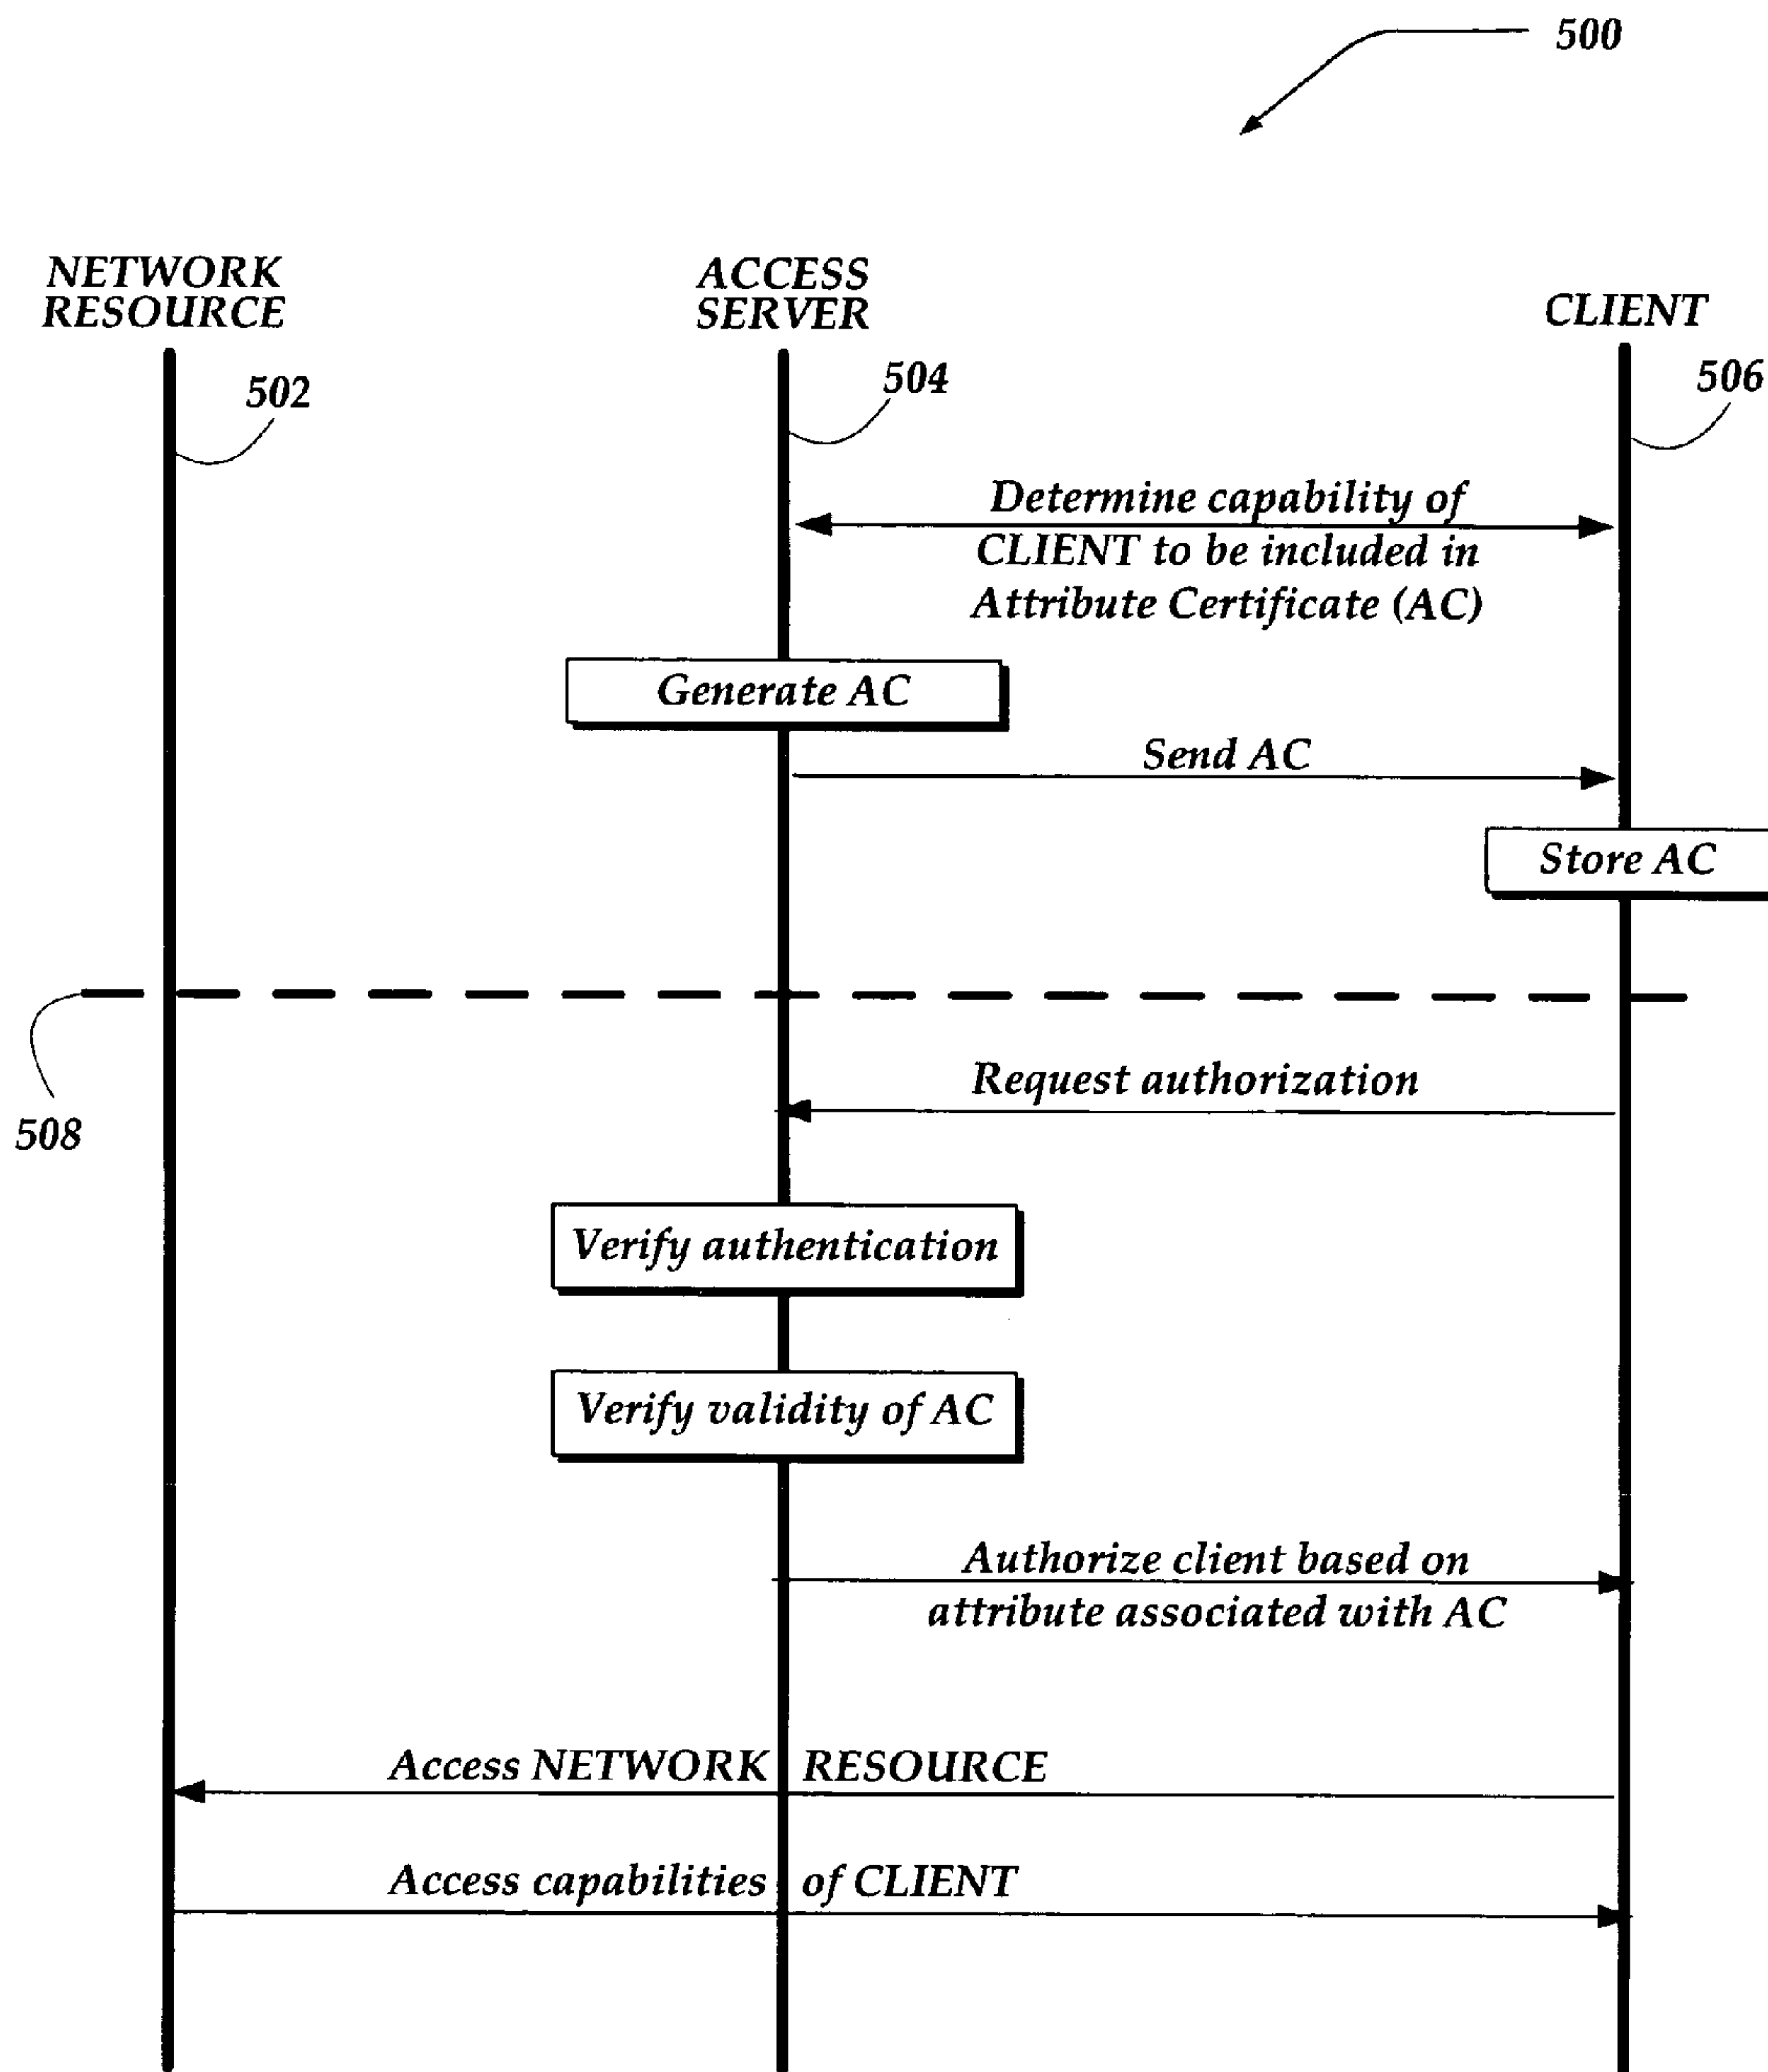 500
NETWORK
RESOURCE
ACCESS
SERVER
CLIENT
502
504
506
Determine capability of
CLIENT to be included in
Attribute Certificate (AC)
Generate AC
Send AC
Store AC
508
Request authorization
Verify authentication
Verify validity of AC
Authorize client based on
attribute associated with AC
Access NETWORK RESOURCE
Access capabilities of CLIENT